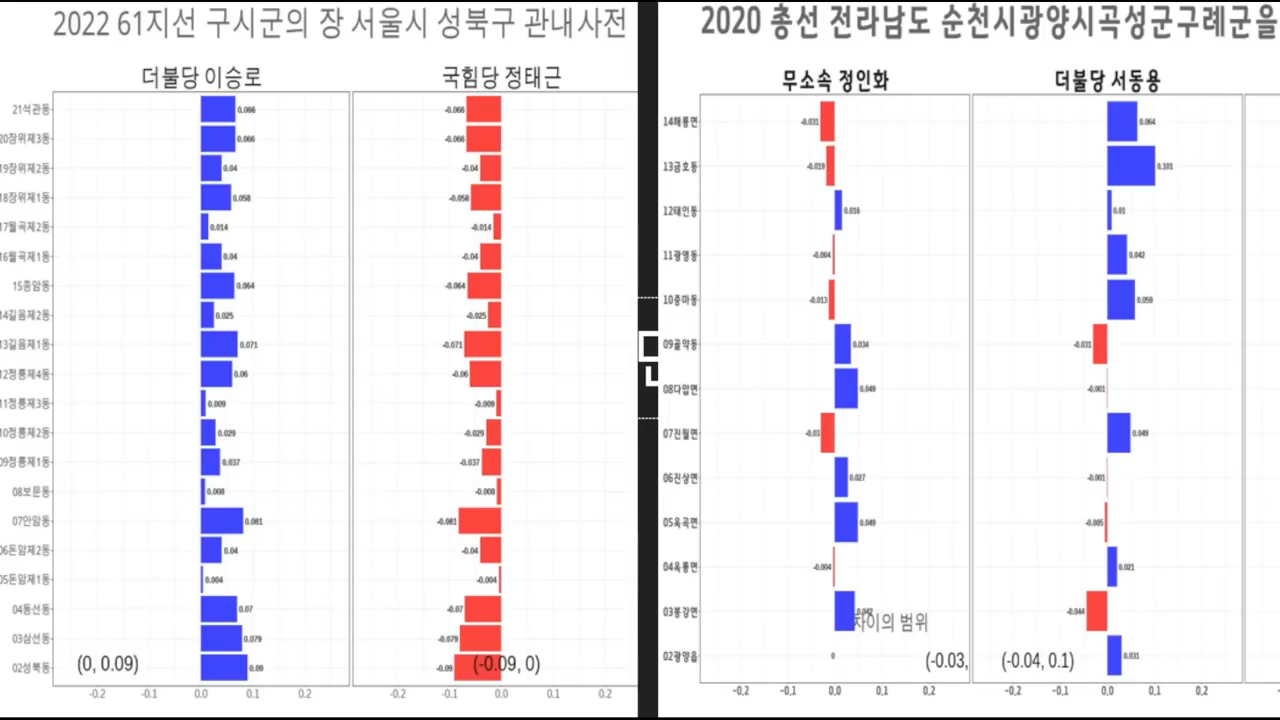 2022 61지선 구시군의 장 서울시 성북구 관내사전
더불당 이승로
국힘당 정태근
21석관동
0.066
-0.066
20장위제3동
0.066
-0.066
19장위제2동
0.04
-0.04
18장위제1동
0.058
-0.058
17월곡제2동
0.014
-0.014
16월곡제1동
0.04
-0.04
15종암동
0.064
-0.064
14길음제2동
0.025
-0.025
13길음제1동
0.071
-0.071
12정릉제4동
0.06
-0.06
11정릉제3동
0.009
-0.009
10정릉제2동
0.029
-0.029
09정릉제1동
0.037
-0.037
08보문동
0.008
-0.008
07안암동
0.081
-0.081
06돈암제2동
0.04
-0.04
05돈암제1동
0.004
-0.004
04동선동
0.07
-0.07
03삼선동
0.079
-0.079
02성북동
(0, 0.09)
0.09
-0.09
(-0.09, 0)
-0.2 -0.1 0.0 0.1 0.2
-0.2 -0.1 0.0 0.1 0.2
2020 총선 전라남도 순천시광양시곡성군구례군을
무소속 정인화
더불당 서동용
14해룡면
-0.031
0.064
13금호동
-0.019
0.101
12태인동
0.016
0.01
11광영동
-0.004
0.042
10중마동
-0.013
0.059
09골약동
0.034
-0.031
08다압면
0.049
-0.001
07진월면
-0.03
0.049
06진상면
0.027
-0.001
05옥곡면
0.049
-0.005
04옥룡면
-0.004
0.021
03봉강면
0.042
-0.044
차이의 범위
02광양읍
0
(-0.03,
(-0.04, 0.1)
0.031
-0.2 -0.1 0.0 0.1 0.2
-0.2 -0.1 0.0 0.1 0.2